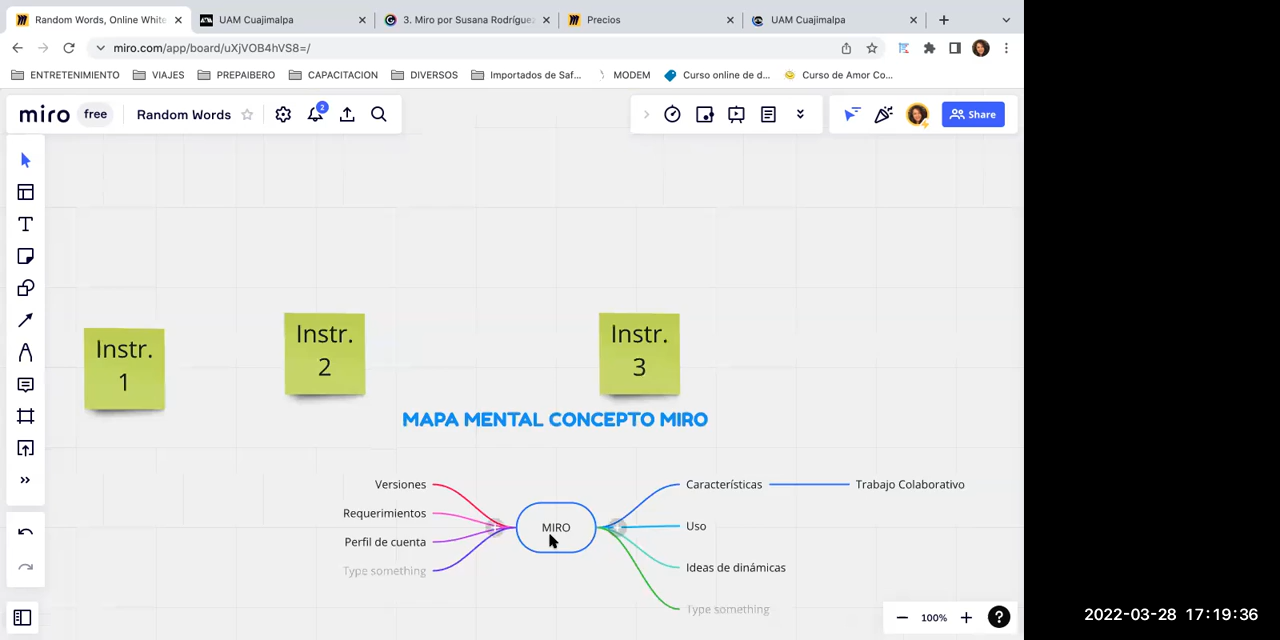 Random Words, Online White
UAM Cuajimalpa
3. Miro por Susana Rodríguez
Precios
UAM Cuajimalpa
miro.com/app/board/uXjVOB4hVS8=/
ENTRETENIMIENTO
VIAJES
PREPAIBERO
CAPACITACION
DIVERSOS
Importados de Saf...
MODEM
Curso online de d...
Curso de Amor Co...
miro
free
Random Words
2
Share
Instr.
1
Instr.
2
Instr.
3
MAPA MENTAL CONCEPTO MIRO
Versiones
Requerimientos
Perfil de cuenta
Type something
MIRO
Características
Trabajo Colaborativo
Uso
Ideas de dinámicas
Type something
100%
2022-03-28 17:19:36